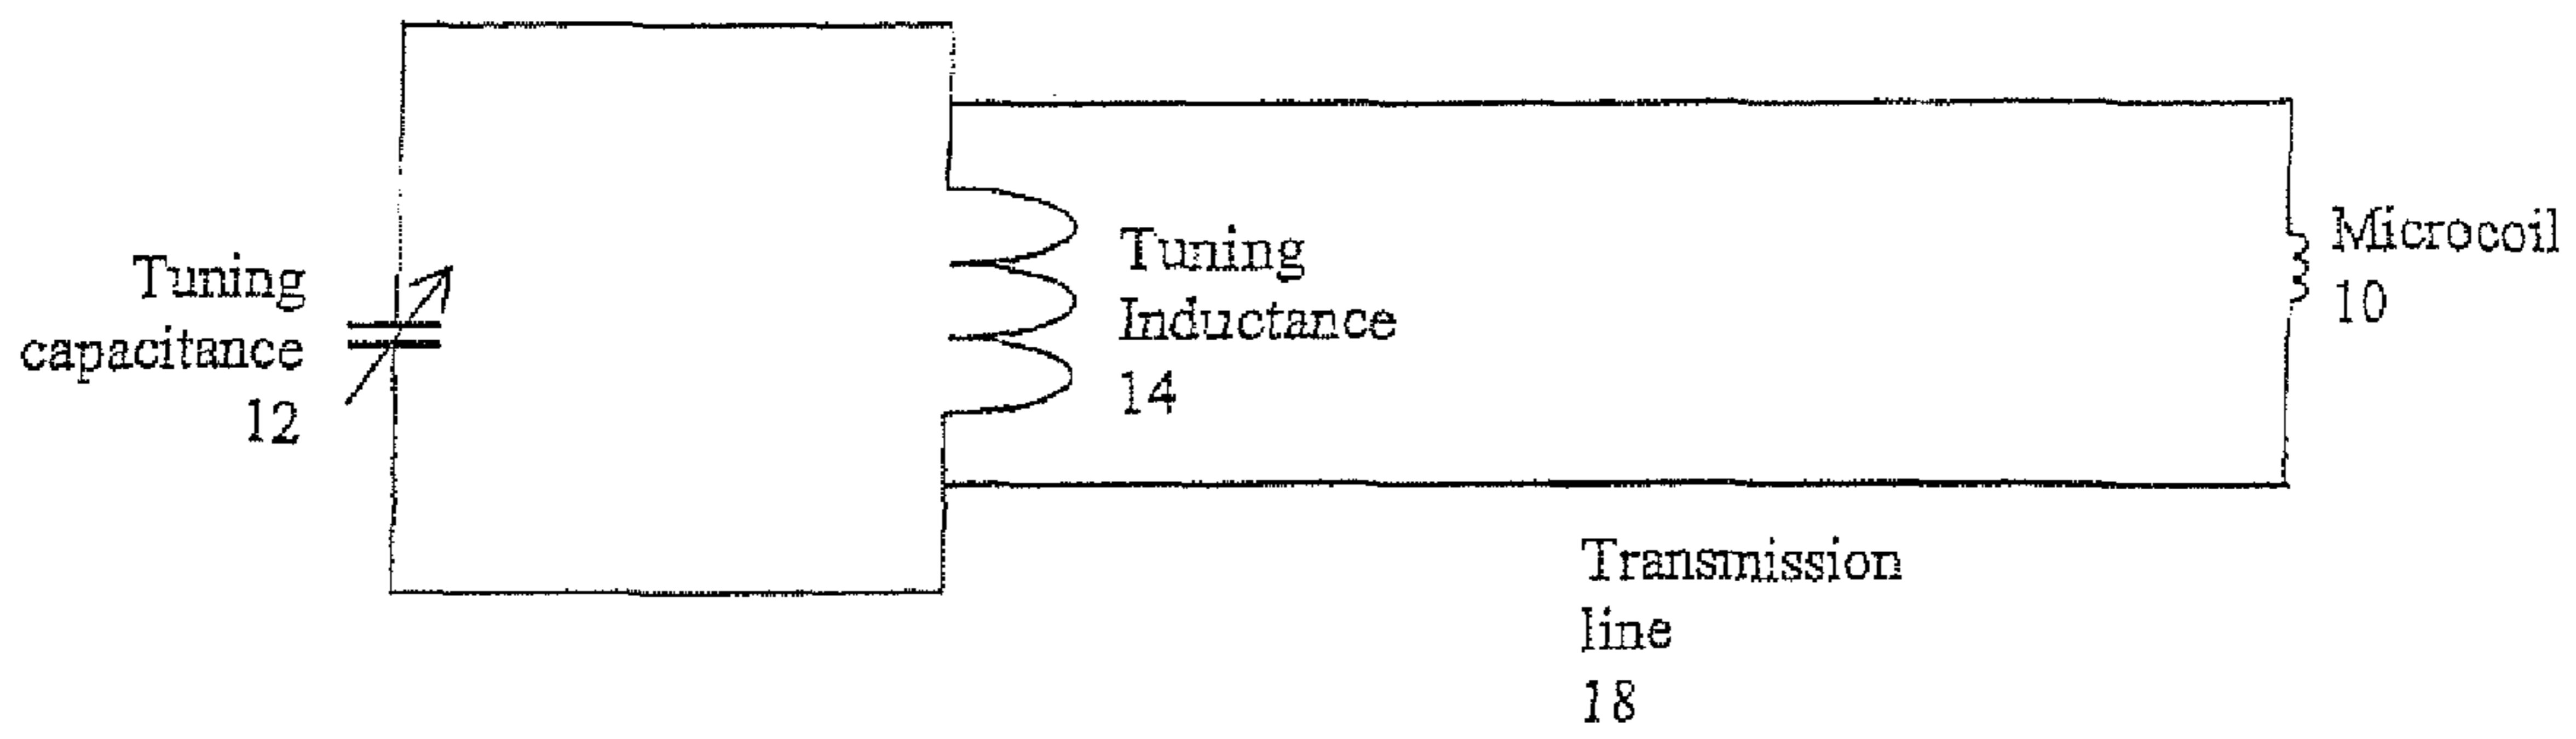 Tuning
capacitance
12
Tuning
Inductance
14
Microcoil
10
Transmission
line
18